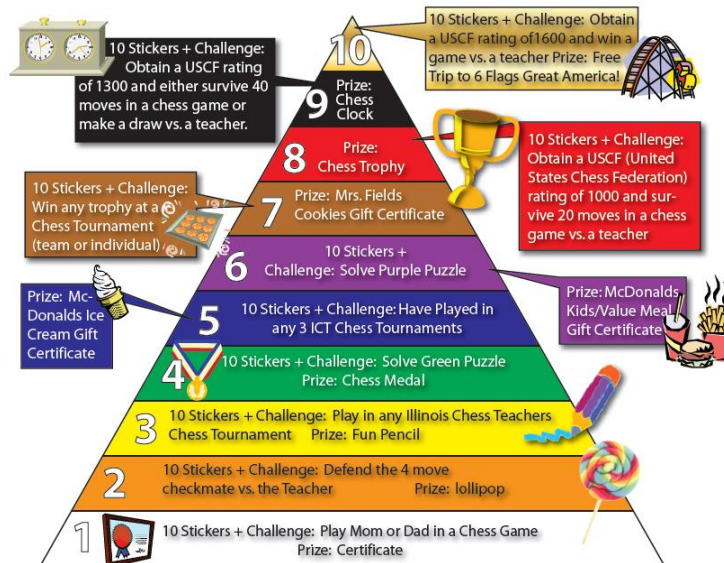 10
10 Stickers + Challenge: Obtain
a USCF rating of1600 and win a
game vs. a teacher Prize: Free
Trip to 6 Flags Great America!
10 Stickers + Challenge:
Obtain a USCF rating
of 1300 and either survive 40
moves in a chess game or
make a draw vs. a teacher.
9
Prize:
Chess
Clock
8
Prize:
Chess Trophy
10 Stickers + Challenge:
Obtain a USCF (United
States Chess Federation)
rating of 1000 and sur-
vive 20 moves in a chess
game vs. a teacher
10 Stickers + Challenge:
Win any trophy at a
Chess Tournament
(team or individual)
7
Prize: Mrs. Fields
Cookies Gift Certificate
6
10 Stickers +
Challenge: Solve Purple Puzzle
Prize: McDonalds
Kids/Value Meal
Gift Certificate
Prize: Mc-
Donalds Ice
Cream Gift
Certificate
5
10 Stickers + Challenge: Have Played in
any 3 ICT Chess Tournaments
4
10 Stickers + Challenge: Solve Green Puzzle
Prize: Chess Medal
3
10 Stickers + Challenge: Play in any Illinois Chess Teachers
Chess Tournament Prize: Fun Pencil
2
10 Stickers + Challenge: Defend the 4 move
checkmate vs. the Teacher Prize: lollipop
1
10 Stickers + Challenge: Play Mom or Dad in a Chess Game
Prize: Certificate